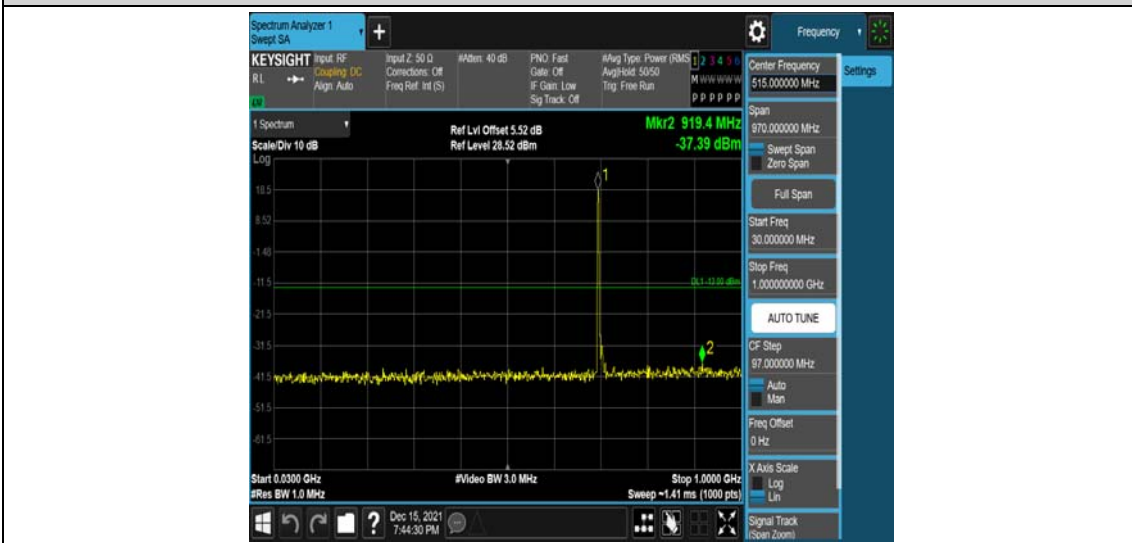 Spectrum Analyzer 1
Swept SA
+
Frequency
KEYSIGHT
RL
LW
Input: RF
Coupling: DC
Align: Auto
Input Z: 50 Ω
Corrections: Off
Freq Ref: Int (S)
#Atten: 40 dB
PNO: Fast
Gate: Off
IF Gain: Low
Sig Track: Off
#Avg Type: Power (RMS
Avg|Hold: 50/50
Trig: Free Run
1 2 3 4 5 6
M W W W W W
P P P P P P
Center Frequency
515.000000 MHz
Settings
1 Spectrum
Scale/Div 10 dB
Ref Lvl Offset 5.52 dB
Ref Level 28.52 dBm
Mkr2 919.4 MHz
-37.39 dBm
Log
18.5
8.52
-1.48
-11.5
-21.5
-31.5
-41.5
-51.5
-61.5
1
DL1 -13.00 dBm
2
Start 0.0300 GHz
#Res BW 1.0 MHz
#Video BW 3.0 MHz
Stop 1.0000 GHz
Sweep ~1.41 ms (1000 pts)
Span
970.000000 MHz
Swept Span
Zero Span
Full Span
Start Freq
30.000000 MHz
Stop Freq
1.000000000 GHz
AUTO TUNE
CF Step
97.000000 MHz
Auto
Man
Freq Offset
0 Hz
X Axis Scale
Log
Lin
Signal Track
(Span Zoom)
?
Dec 15, 2021
7:44:30 PM